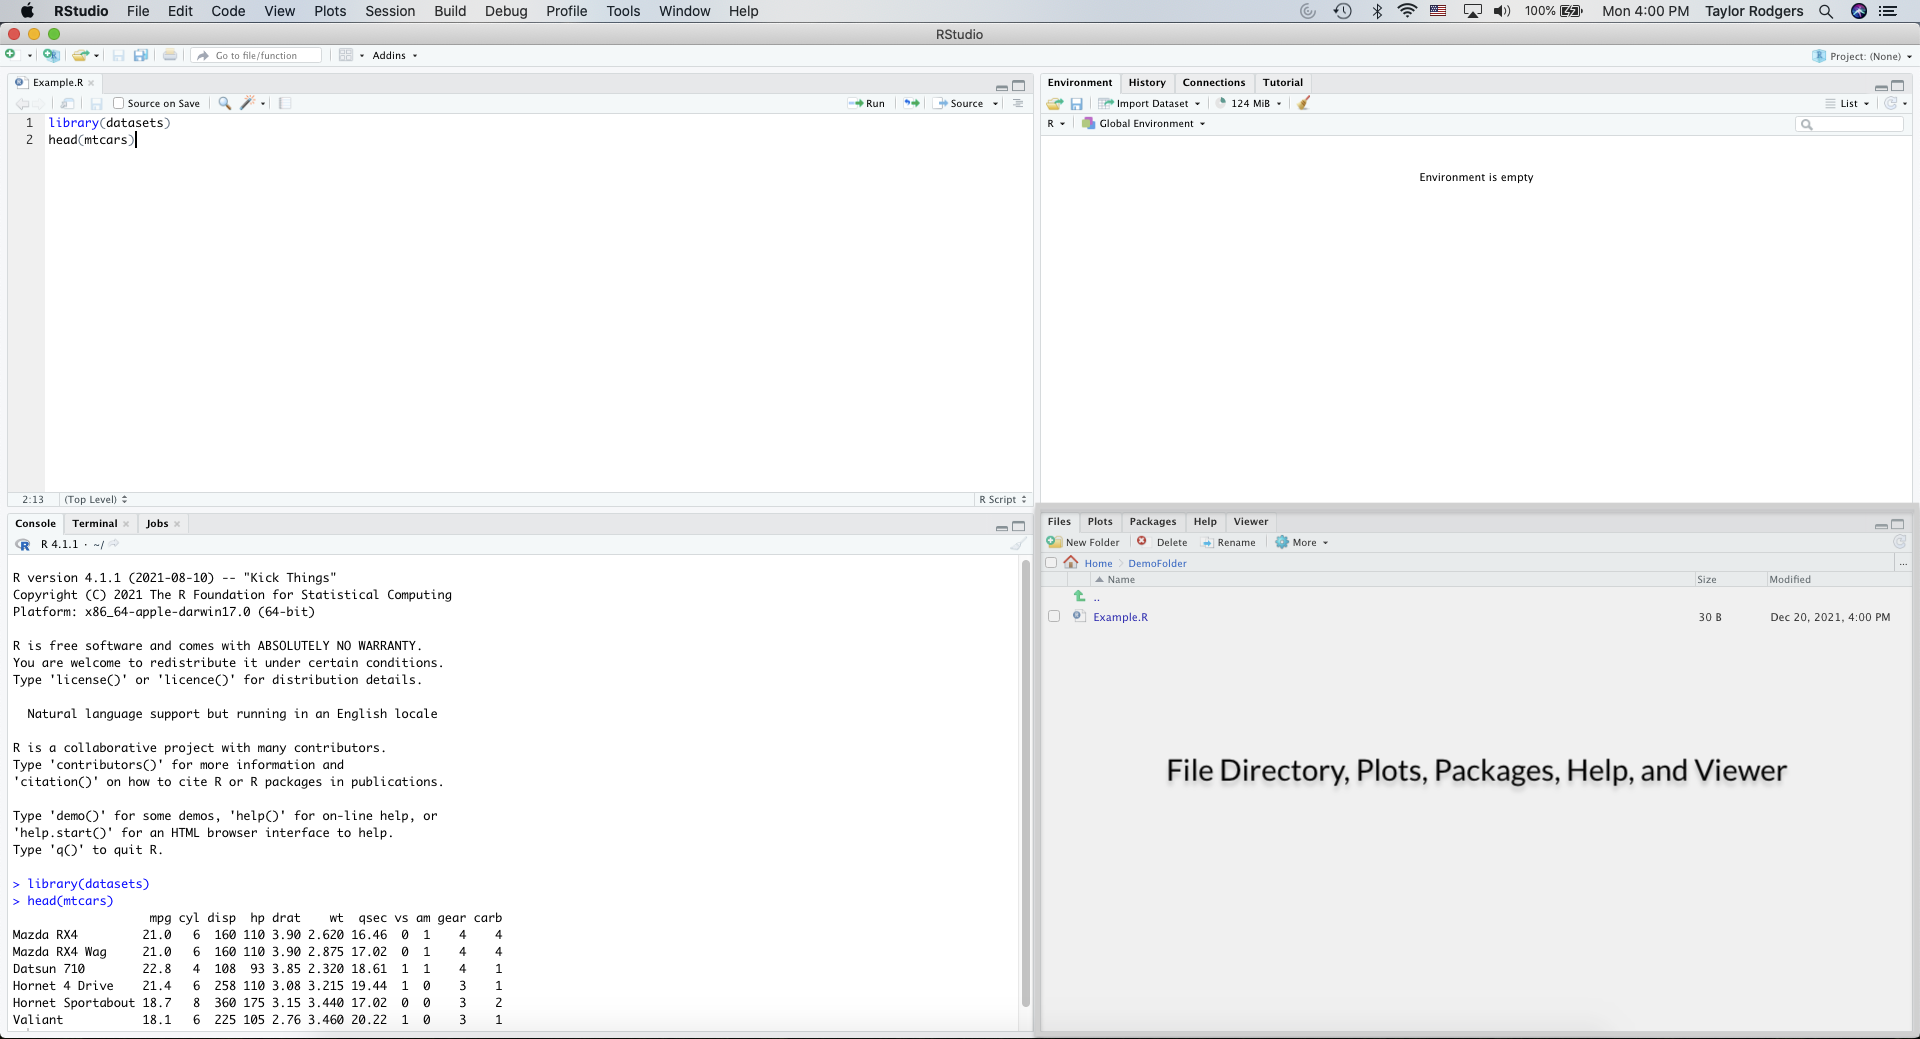 RStudio File Edit Code View Plots Session Build Debug Profile Tools Window Help 100% Mon 4:00 PM Taylor Rodgers
RStudio
Go to file/function Addins Project: (None)
Example.R
Source on Save Run Source
1 library(datasets)
2 head(mtcars)
2:13 (Top Level) R Script
Environment History Connections Tutorial
Import Dataset 124 MiB List
R Global Environment
Environment is empty
Console Terminal Jobs
R 4.1.1 · ~/
R version 4.1.1 (2021-08-10) -- "Kick Things"
Copyright (C) 2021 The R Foundation for Statistical Computing
Platform: x86_64-apple-darwin17.0 (64-bit)
R is free software and comes with ABSOLUTELY NO WARRANTY.
You are welcome to redistribute it under certain conditions.
Type 'license()' or 'licence()' for distribution details.
Natural language support but running in an English locale
R is a collaborative project with many contributors.
Type 'contributors()' for more information and
'citation()' on how to cite R or R packages in publications.
Type 'demo()' for some demos, 'help()' for on-line help, or
'help.start()' for an HTML browser interface to help.
Type 'q()' to quit R.
> library(datasets)
> head(mtcars)
mpg cyl disp hp drat wt qsec vs am gear carb
Mazda RX4 21.0 6 160 110 3.90 2.620 16.46 0 1 4 4
Mazda RX4 Wag 21.0 6 160 110 3.90 2.875 17.02 0 1 4 4
Datsun 710 22.8 4 108 93 3.85 2.320 18.61 1 1 4 1
Hornet 4 Drive 21.4 6 258 110 3.08 3.215 19.44 1 0 3 1
Hornet Sportabout 18.7 8 360 175 3.15 3.440 17.02 0 0 3 2
Valiant 18.1 6 225 105 2.76 3.460 20.22 1 0 3 1
Files Plots Packages Help Viewer
New Folder Delete Rename More
Home DemoFolder ...
Name Size Modified
..
Example.R 30 B Dec 20, 2021, 4:00 PM
File Directory, Plots, Packages, Help, and Viewer